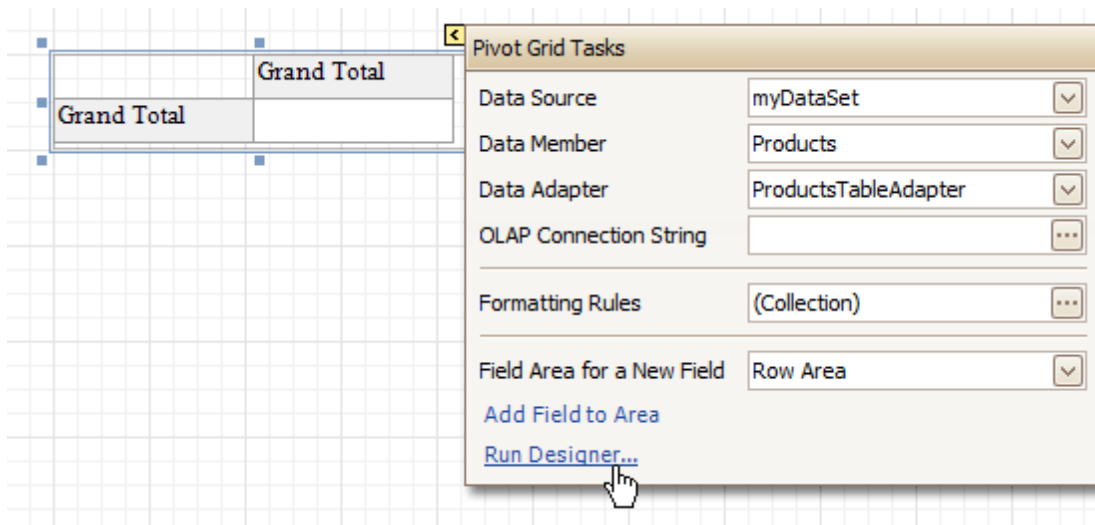 Grand Total
Grand Total
Pivot Grid Tasks
Data Source myDataSet
Data Member Products
Data Adapter ProductsTableAdapter
OLAP Connection String
Formatting Rules (Collection)
Field Area for a New Field Row Area
Add Field to Area
Run Designer...